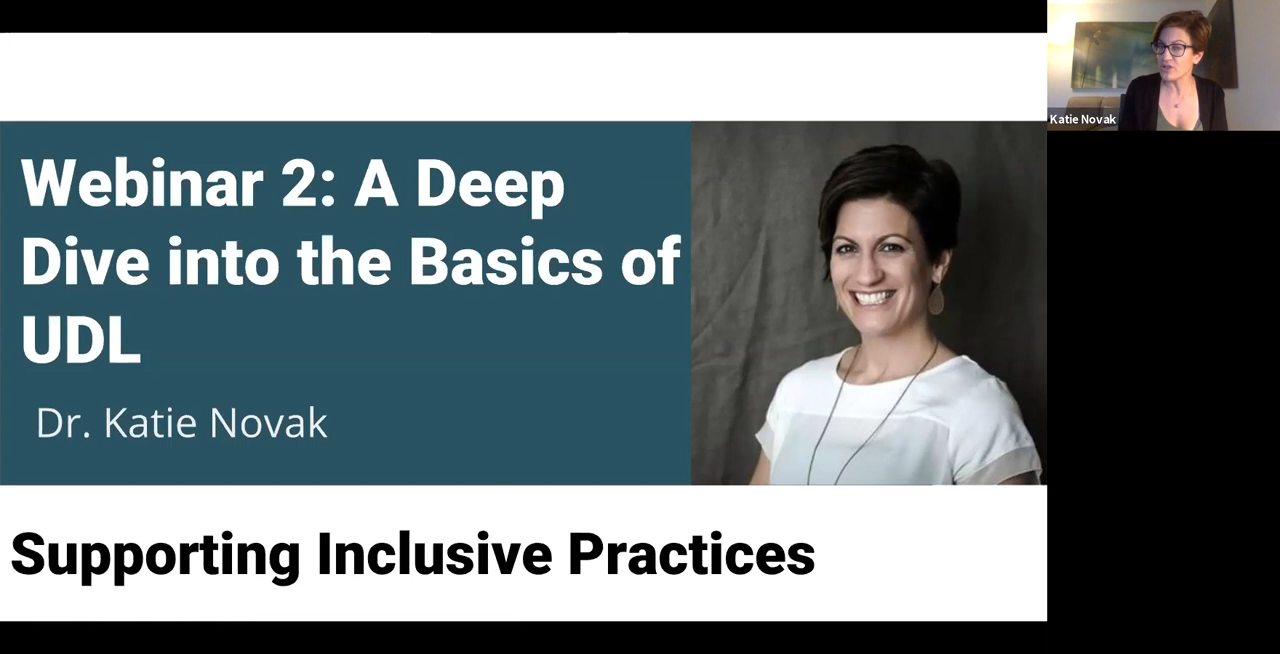 Webinar 2: A Deep
Dive into the Basics of
UDL
Dr. Katie Novak
Supporting Inclusive Practices
Katie Novak